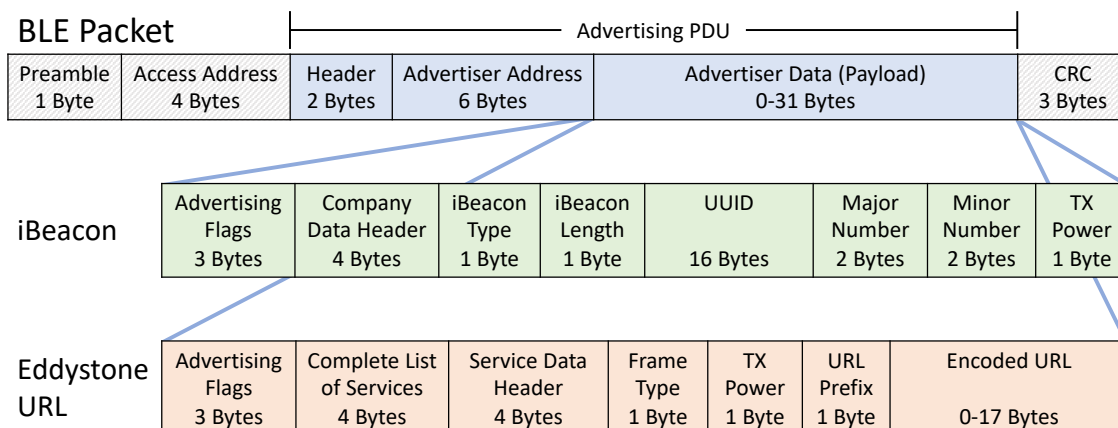 BLE Packet
Advertising PDU
Preamble
1 Byte
Access Address
4 Bytes
Header
2 Bytes
Advertiser Address
6 Bytes
Advertiser Data (Payload)
0-31 Bytes
CRC
3 Bytes
iBeacon
Advertising
Flags
3 Bytes
Company
Data Header
4 Bytes
iBeacon
Type
1 Byte
iBeacon
Length
1 Byte
UUID
16 Bytes
Major
Number
2 Bytes
Minor
Number
2 Bytes
TX
Power
1 Byte
Eddystone
URL
Advertising
Flags
3 Bytes
Complete List
of Services
4 Bytes
Service Data
Header
4 Bytes
Frame
Type
1 Byte
TX
Power
1 Byte
URL
Prefix
1 Byte
Encoded URL
0-17 Bytes